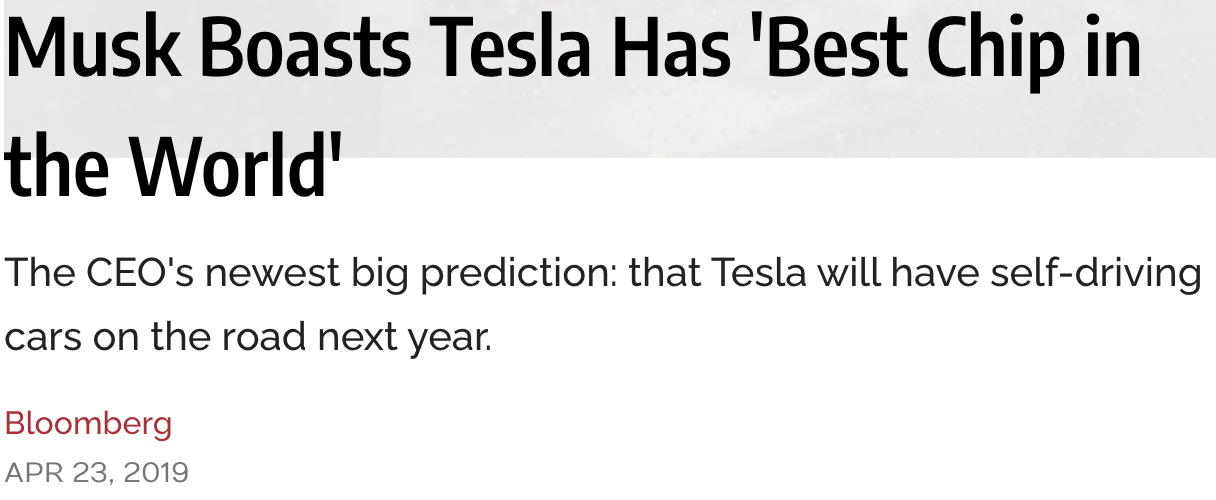 Musk Boasts Tesla Has 'Best Chip in
the World'
The CEO's newest big prediction: that Tesla will have self-driving
cars on the road next year.
Bloomberg
APR 23, 2019